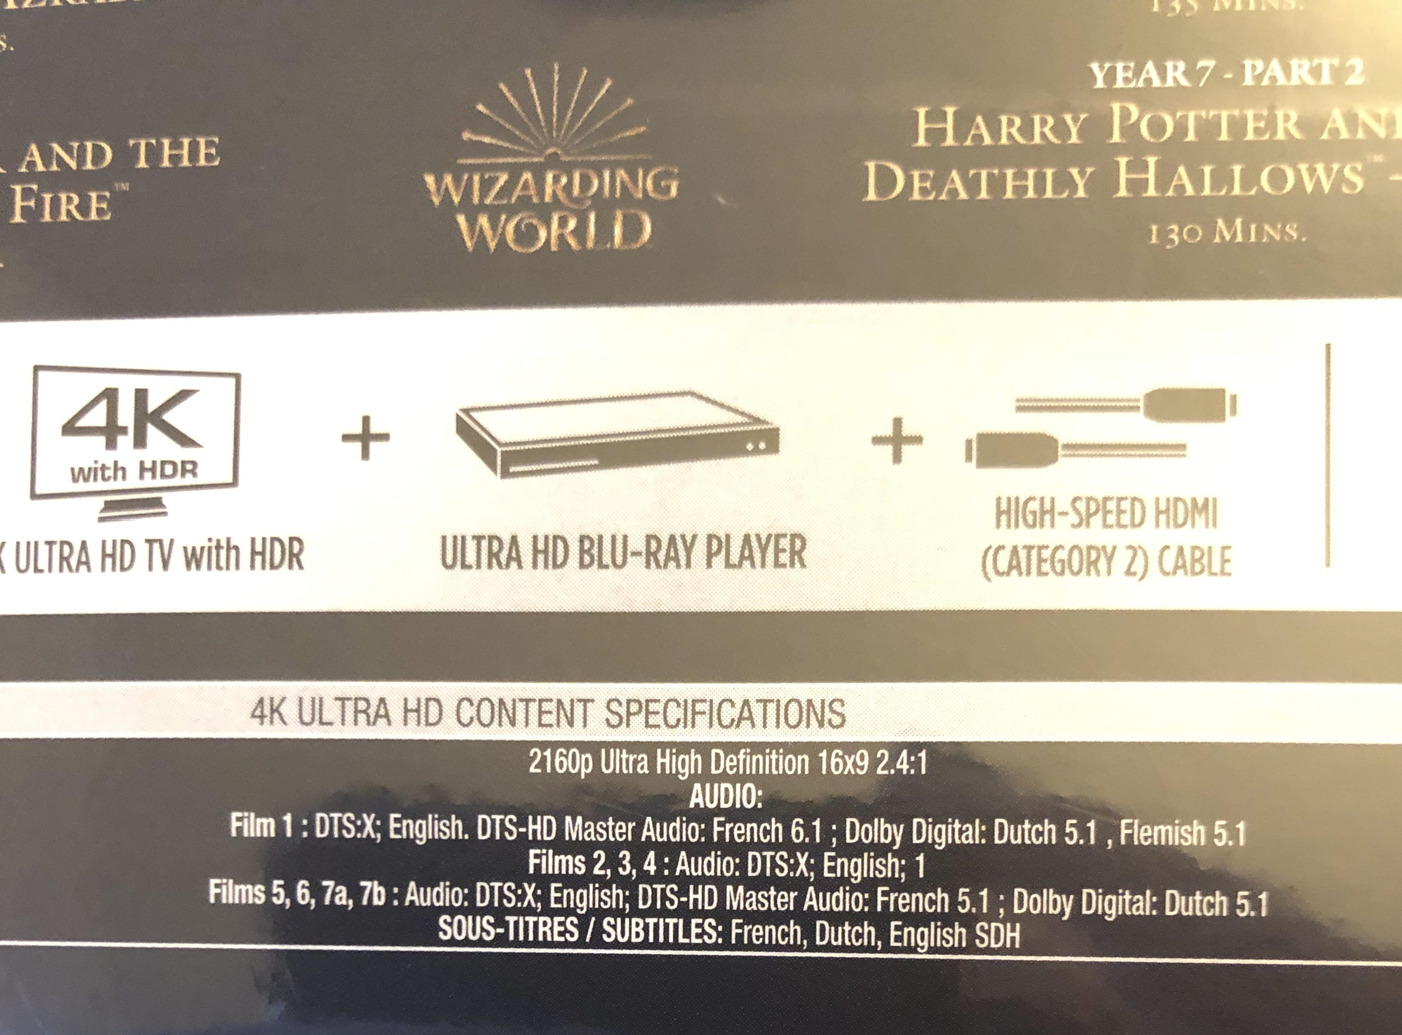 135 MINS.
S.
YEAR 7 - PART 2
HARRY POTTER AN
DEATHLY HALLOWS™ -
130 MINS.
AND THE
FIRE™
WIZARDING
WORLD
4K
with HDR
+
+
K ULTRA HD TV with HDR
ULTRA HD BLU-RAY PLAYER
HIGH-SPEED HDMI
(CATEGORY 2) CABLE
4K ULTRA HD CONTENT SPECIFICATIONS
2160p Ultra High Definition 16x9 2.4:1
AUDIO:
Film 1 : DTS:X; English. DTS-HD Master Audio: French 6.1 ; Dolby Digital: Dutch 5.1 , Flemish 5.1
Films 2, 3, 4 : Audio: DTS:X; English; 1
Films 5, 6, 7a, 7b : Audio: DTS:X; English; DTS-HD Master Audio: French 5.1 ; Dolby Digital: Dutch 5.1
SOUS-TITRES / SUBTITLES: French, Dutch, English SDH